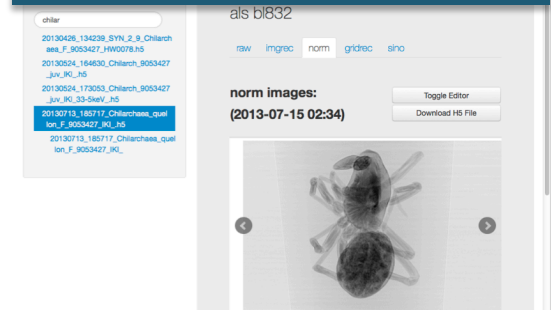 chilar
20130426_134239_SYN_2_9_Chilarch
aea_F_9053427_HW0078.h5
20130524_164630_Chilarch_9053427
_juv_IKI_.h5
20130524_173053_Chilarch_9053427
_juv_IKI_33-5keV_.h5
20130713_185717_Chilarchaea_quel
lon_F_9053427_IKI_.h5
20130713_185717_Chilarchaea_quel
lon_F_9053427_IKI_
als bl832
raw imgrec norm gridrec sino
norm images:
(2013-07-15 02:34)
Toggle Editor
Download H5 File